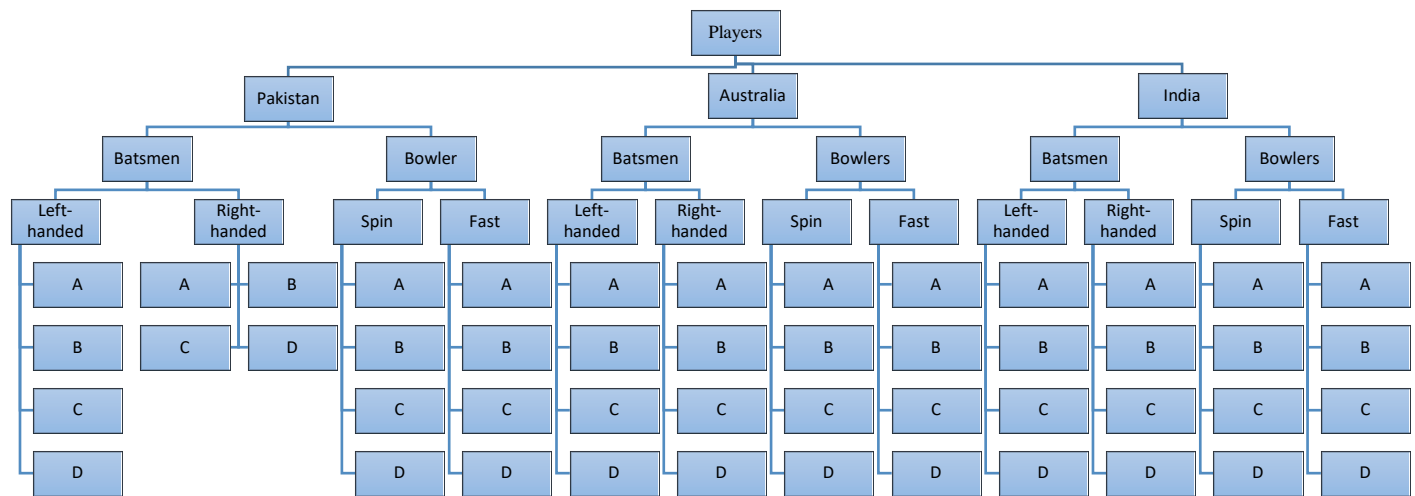 Players
Pakistan
Australia
India
Batsmen
Bowler
Batsmen
Bowlers
Batsmen
Bowlers
Left-
handed
Right-
handed
Spin
Fast
Left-
handed
Right-
handed
Spin
Fast
Left-
handed
Right-
handed
Spin
Fast
A
A
B
A
A
A
A
A
A
A
A
A
A
B
C
D
B
B
B
B
B
B
B
B
B
B
C
C
C
C
C
C
C
C
C
C
C
D
D
D
D
D
D
D
D
D
D
D